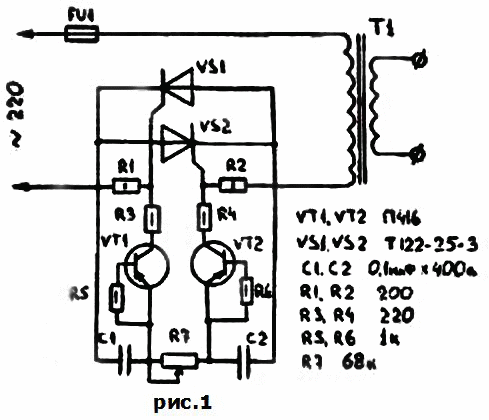 FU1
T1
~ 220
VS1
VS2
R1
R2
R3
R4
VT1
VT2
R5
R6
C1
R7
C2
VT1, VT2 П416
VS1, VS2 Т122-25-3
C1, C2 0,1мкФ х 400в
R1, R2 200
R3, R4 220
R5, R6 1к
R7 68к
рис.1